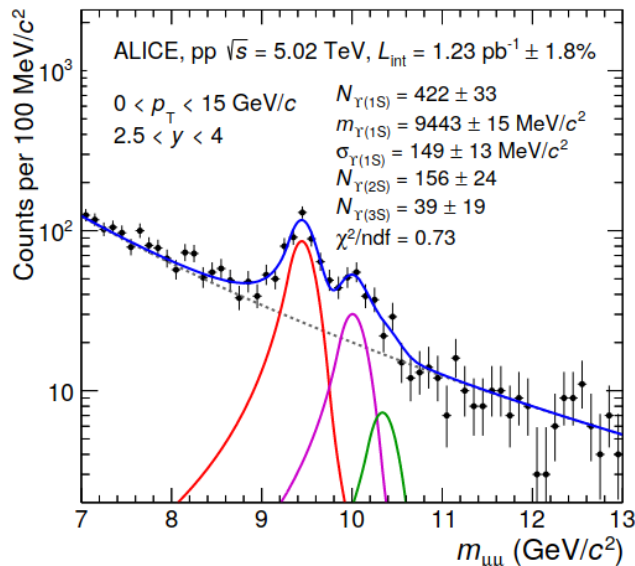 ALICE, pp √s = 5.02 TeV, L_int = 1.23 pb⁻¹ ± 1.8%
0 < p_T < 15 GeV/c
2.5 < y < 4
N_ϒ(1S) = 422 ± 33
m_ϒ(1S) = 9443 ± 15 MeV/c²
σ_ϒ(1S) = 149 ± 13 MeV/c²
N_ϒ(2S) = 156 ± 24
N_ϒ(3S) = 39 ± 19
χ²/ndf = 0.73
Counts per 100 MeV/c²
10³
10²
10
7 8 9 10 11 12 13
m_μμ (GeV/c²)